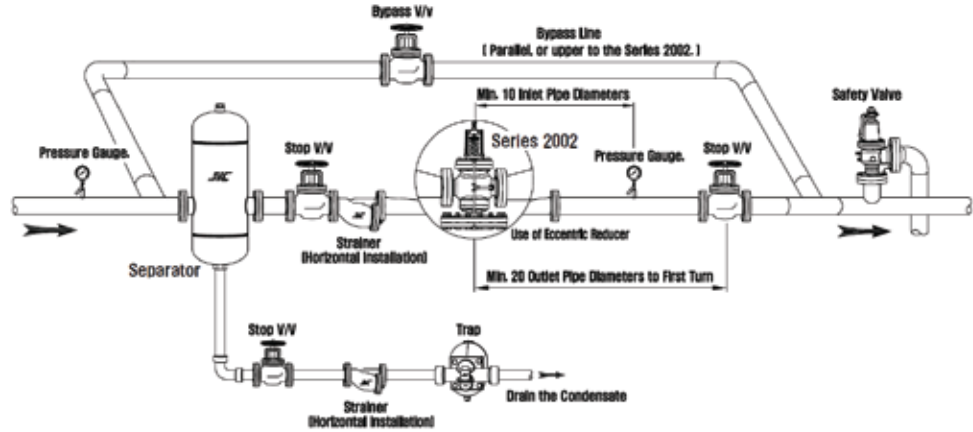 Bypass V/v
Bypass Line
( Parallel, or upper to the Series 2002. )
Min. 10 Inlet Pipe Diameters
Safety Valve
Series 2002
Pressure Gauge.
Stop V/V
Pressure Gauge.
Stop V/V
Strainer
(Horizontal Installation)
Use of Eccentric Reducer
Separator
Min. 20 Outlet Pipe Diameters to First Turn
Stop V/V
Trap
Strainer
(Horizontal Installation)
Drain the Condensate